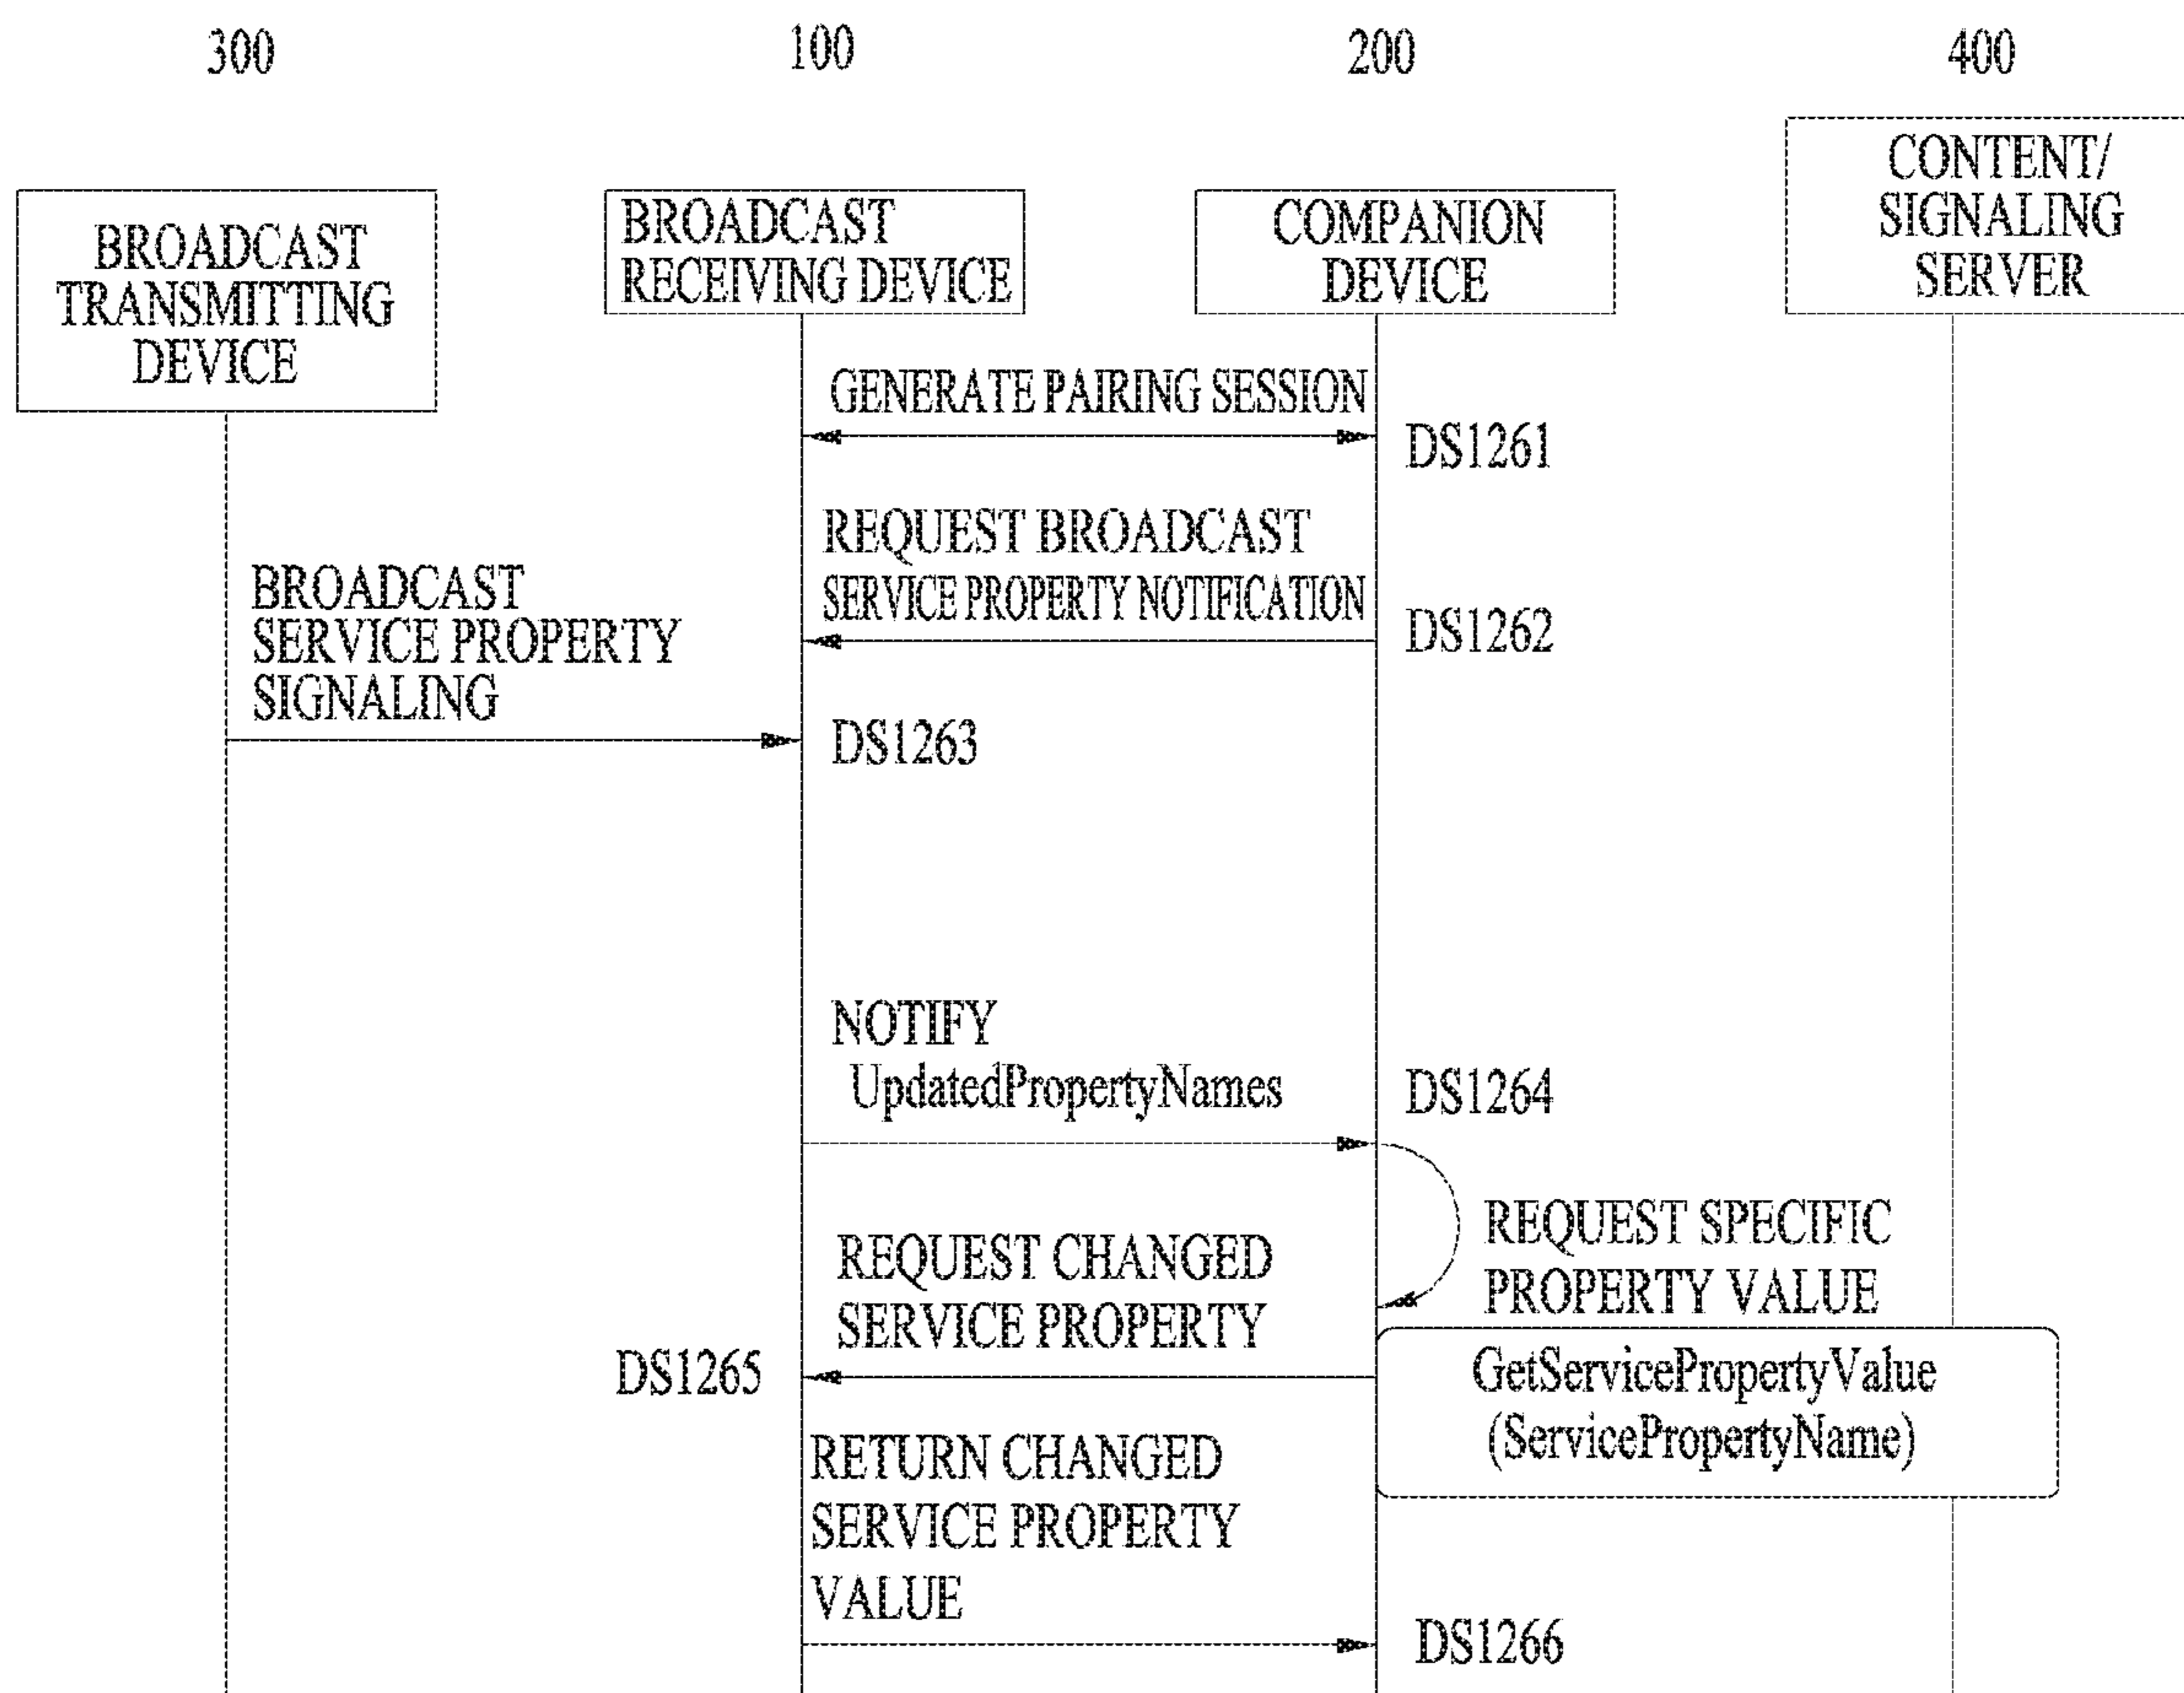 300
100
200
400
BROADCAST
TRANSMITTING
DEVICE
BROADCAST
RECEIVING DEVICE
COMPANION
DEVICE
CONTENT/
SIGNALING
SERVER
GENERATE PAIRING SESSION
DS1261
REQUEST BROADCAST
SERVICE PROPERTY NOTIFICATION
DS1262
BROADCAST
SERVICE PROPERTY
SIGNALING
DS1263
NOTIFY
UpdatedPropertyNames
DS1264
REQUEST SPECIFIC
PROPERTY VALUE
REQUEST CHANGED
SERVICE PROPERTY
DS1265
GetServicePropertyValue
(ServicePropertyName)
RETURN CHANGED
SERVICE PROPERTY
VALUE
DS1266